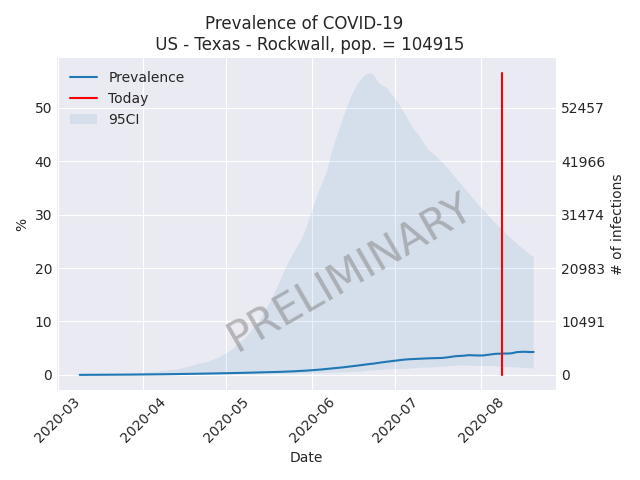 Prevalence of COVID-19
US - Texas - Rockwall, pop. = 104915
Prevalence
Today
95CI
%
50
40
30
20
10
0
52457
41966
31474
20983
10491
0
# of infections
PRELIMINARY
2020-03
2020-04
2020-05
2020-06
2020-07
2020-08
Date